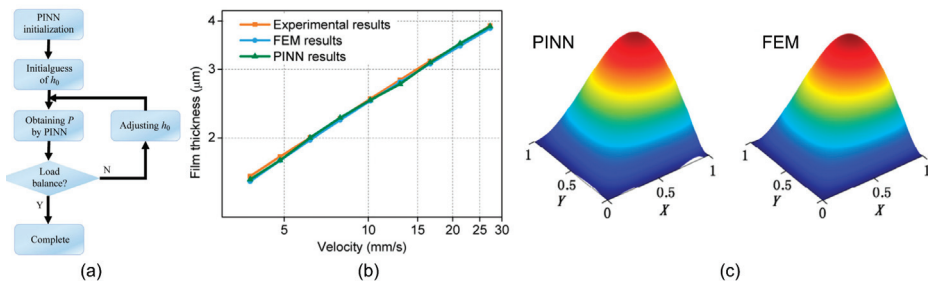 PINN
initialization
Initialguess
of h0
Obtaining P
by PINN
Adjusting h0
Load
balance?
N
Y
Complete
(a)
Experimental results
FEM results
PINN results
4
3
2
Film thickness (μm)
5
10
15
20
25
30
Velocity (mm/s)
(b)
PINN
1
0.5
Y
0
0.5
X
1
FEM
1
0.5
Y
0
0.5
X
1
(c)